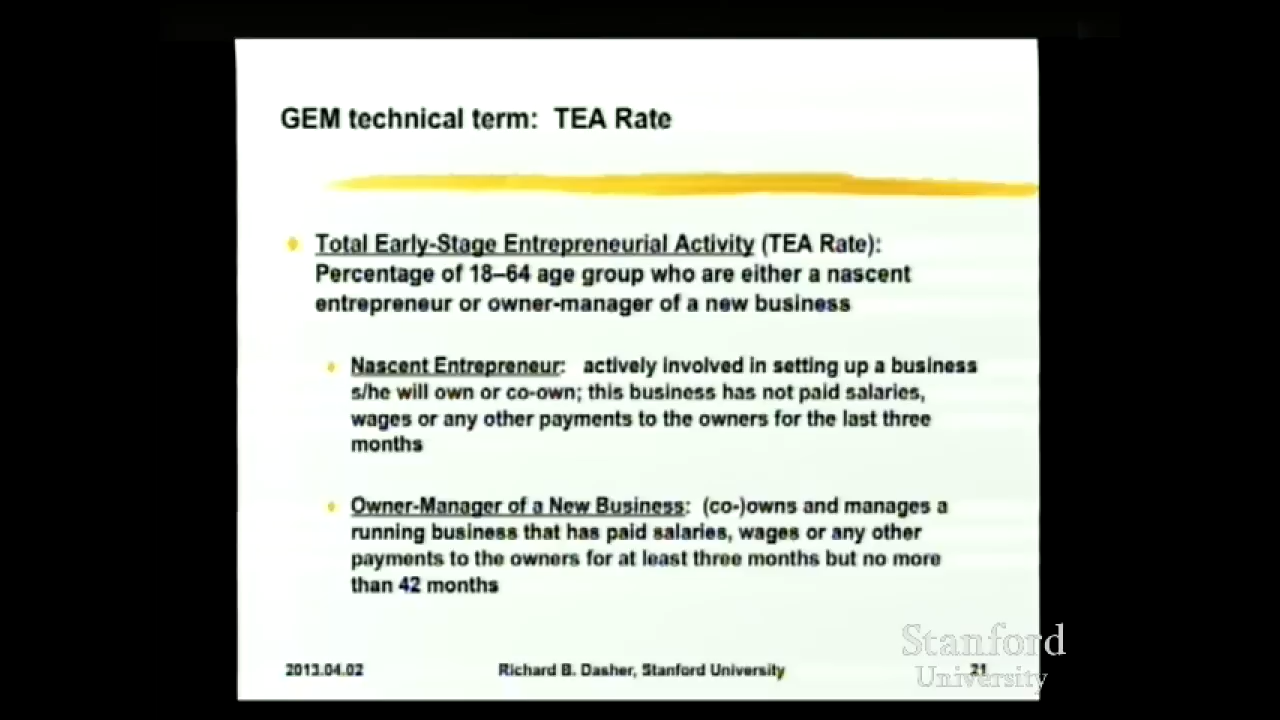 GEM technical term: TEA Rate
Total Early-Stage Entrepreneurial Activity (TEA Rate):
Percentage of 18–64 age group who are either a nascent
entrepreneur or owner-manager of a new business
Nascent Entrepreneur: actively involved in setting up a business
s/he will own or co-own; this business has not paid salaries,
wages or any other payments to the owners for the last three
months
Owner-Manager of a New Business: (co-)owns and manages a
running business that has paid salaries, wages or any other
payments to the owners for at least three months but no more
than 42 months
2013.04.02 Richard B. Dasher, Stanford University 21
Stanford
University